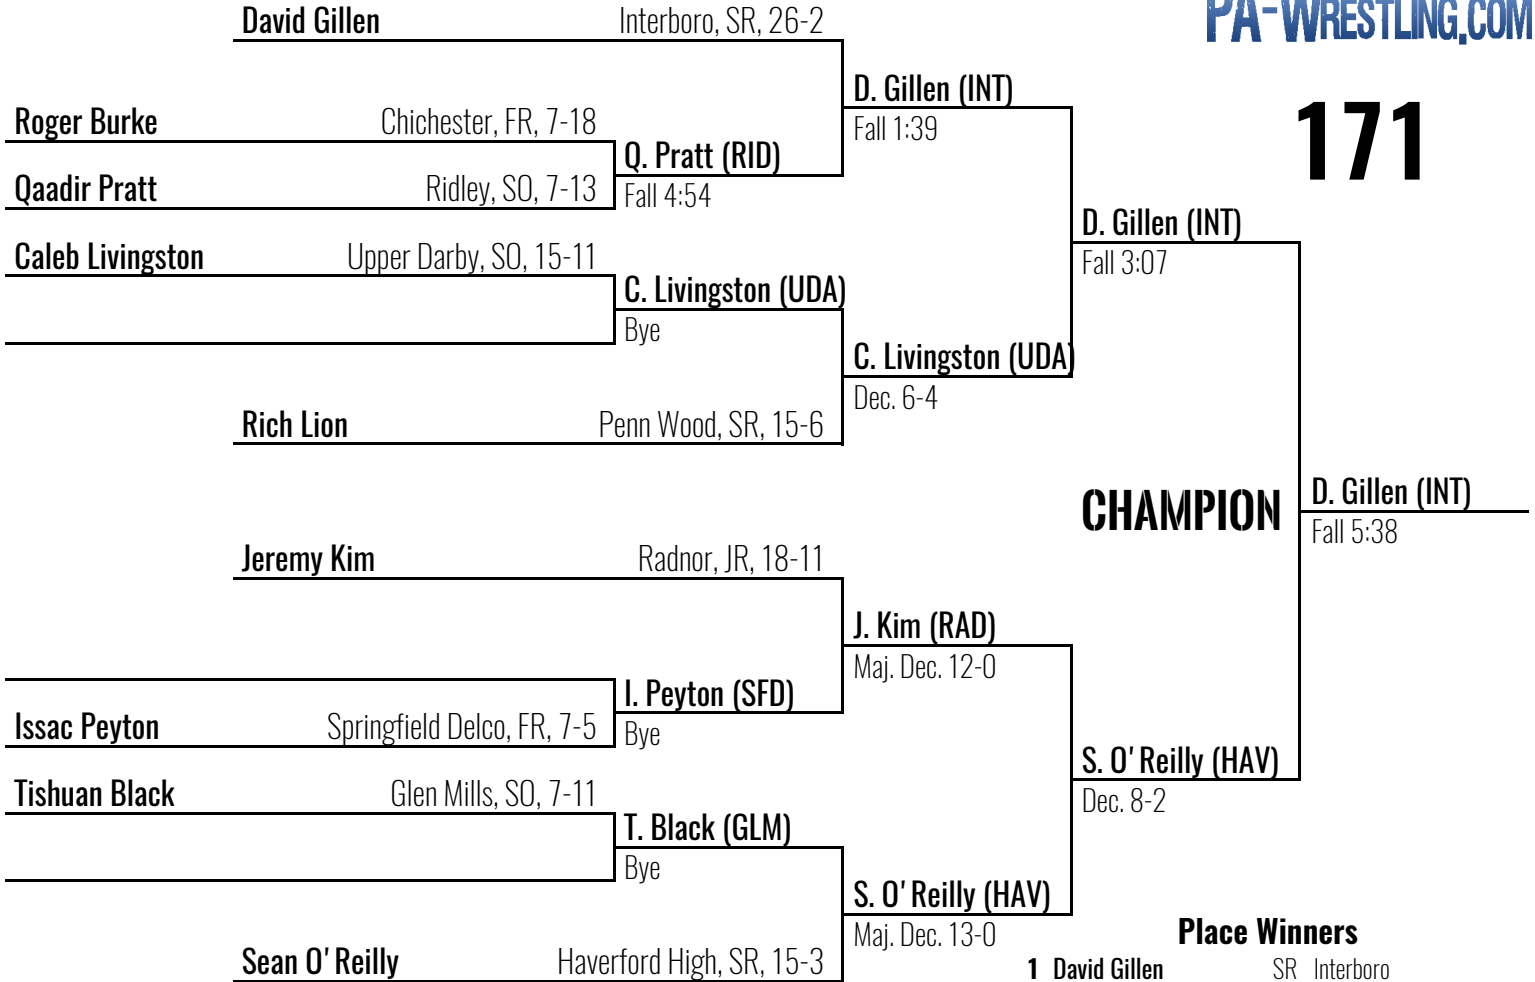 David Gillen Interboro, SR, 26-2
PA-WRESTLING.COM
D. Gillen (INT)
Fall 1:39
171
Roger Burke Chichester, FR, 7-18
Q. Pratt (RID)
Fall 4:54
Qaadir Pratt Ridley, SO, 7-13
D. Gillen (INT)
Fall 3:07
Caleb Livingston Upper Darby, SO, 15-11
C. Livingston (UDA)
Bye
C. Livingston (UDA)
Dec. 6-4
Rich Lion Penn Wood, SR, 15-6
CHAMPION
D. Gillen (INT)
Fall 5:38
Jeremy Kim Radnor, JR, 18-11
J. Kim (RAD)
Maj. Dec. 12-0
I. Peyton (SFD)
Bye
Issac Peyton Springfield Delco, FR, 7-5
S. O'Reilly (HAV)
Dec. 8-2
Tishuan Black Glen Mills, SO, 7-11
T. Black (GLM)
Bye
S. O'Reilly (HAV)
Maj. Dec. 13-0
Sean O'Reilly Haverford High, SR, 15-3
Place Winners
1 David Gillen SR Interboro